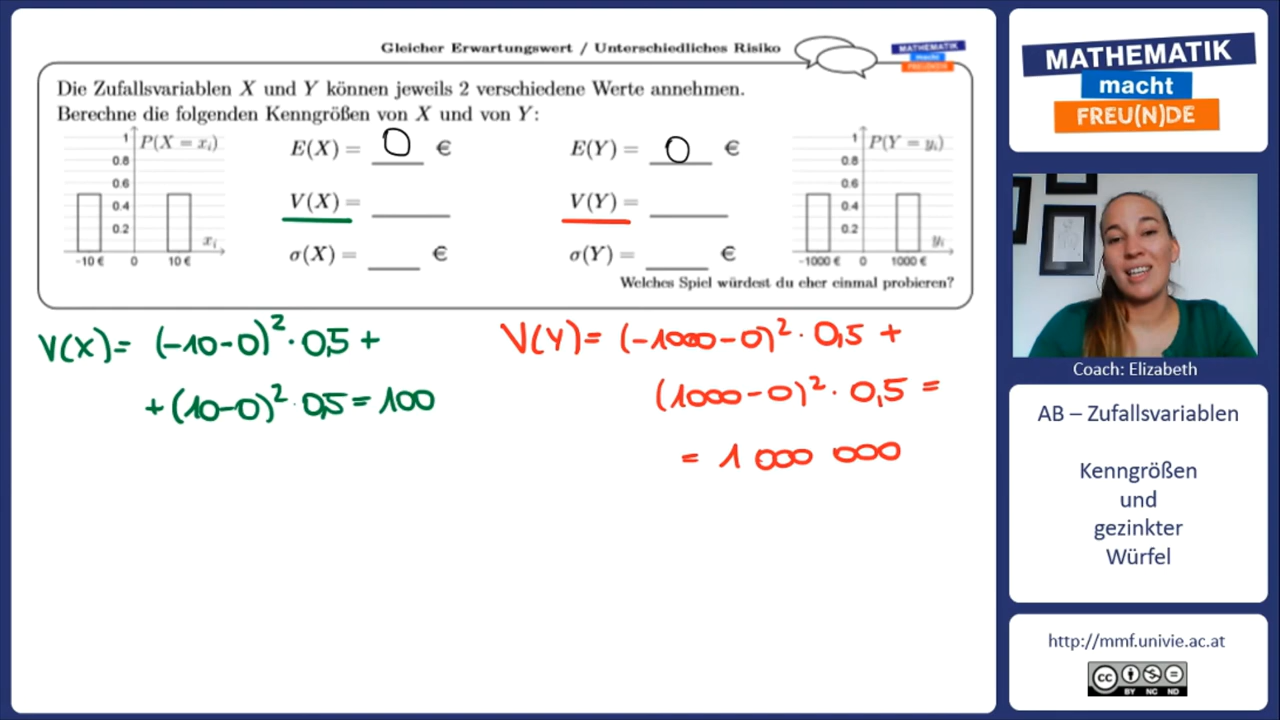 Gleicher Erwartungswert / Unterschiedliches Risiko
MATHEMATIK
macht
FREU(N)DE
Die Zufallsvariablen X und Y können jeweils 2 verschiedene Werte annehmen.
Berechne die folgenden Kenngrößen von X und von Y:
1
P(X = xᵢ)
0.8
0.6
0.4
0.2
xᵢ
-10 € 0 10 €
E(X) = 0 €
V(X) =
σ(X) = €
E(Y) = 0 €
V(Y) =
σ(Y) = €
1
P(Y = yᵢ)
0.8
0.6
0.4
0.2
yᵢ
-1000 € 0 1000 €
Welches Spiel würdest du eher einmal probieren?
V(X) = (-10-0)² · 0,5 +
+ (10-0)² · 0,5 = 100
V(Y) = (-1000-0)² · 0,5 +
(1000-0)² · 0,5 =
= 1 000 000
MATHEMATIK
macht
FREU(N)DE
Coach: Elizabeth
AB – Zufallsvariablen
Kenngrößen
und
gezinkter
Würfel
http://mmf.univie.ac.at
cc
BY NC ND